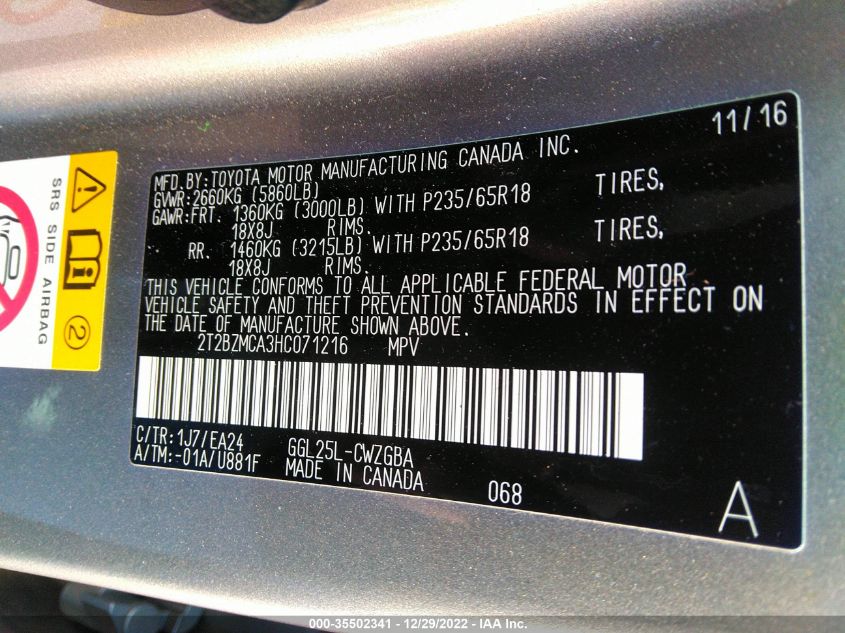 11/16
MFD.BY:TOYOTA MOTOR MANUFACTURING CANADA INC.
GVWR:2660KG (5860LB)
GAWR:FRT. 1360KG (3000LB) WITH P235/65R18 TIRES,
18X8J RIMS.
RR. 1460KG (3215LB) WITH P235/65R18 TIRES,
18X8J RIMS.
THIS VEHICLE CONFORMS TO ALL APPLICABLE FEDERAL MOTOR
VEHICLE SAFETY AND THEFT PREVENTION STANDARDS IN EFFECT ON
THE DATE OF MANUFACTURE SHOWN ABOVE.
2T2BZMCA3HC071216 MPV
C/TR:1J7/EA24 GGL25L-CWZGBA
A/TM:-01A/U881F MADE IN CANADA
068
A
SRS SIDE AIRBAG
2
000-35502341 - 12/29/2022 - IAA Inc.